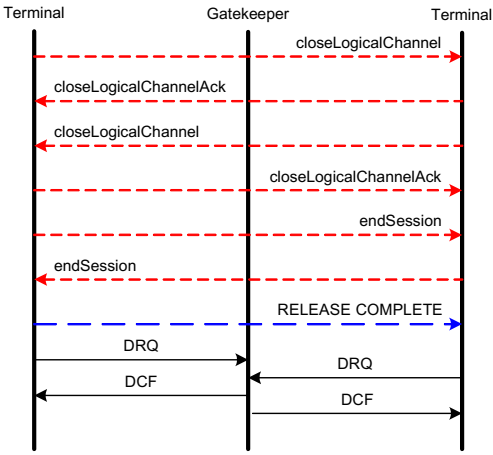 Terminal Gatekeeper Terminal
closeLogicalChannel
closeLogicalChannelAck
closeLogicalChannel
closeLogicalChannelAck
endSession
endSession
RELEASE COMPLETE
DRQ
DRQ
DCF
DCF